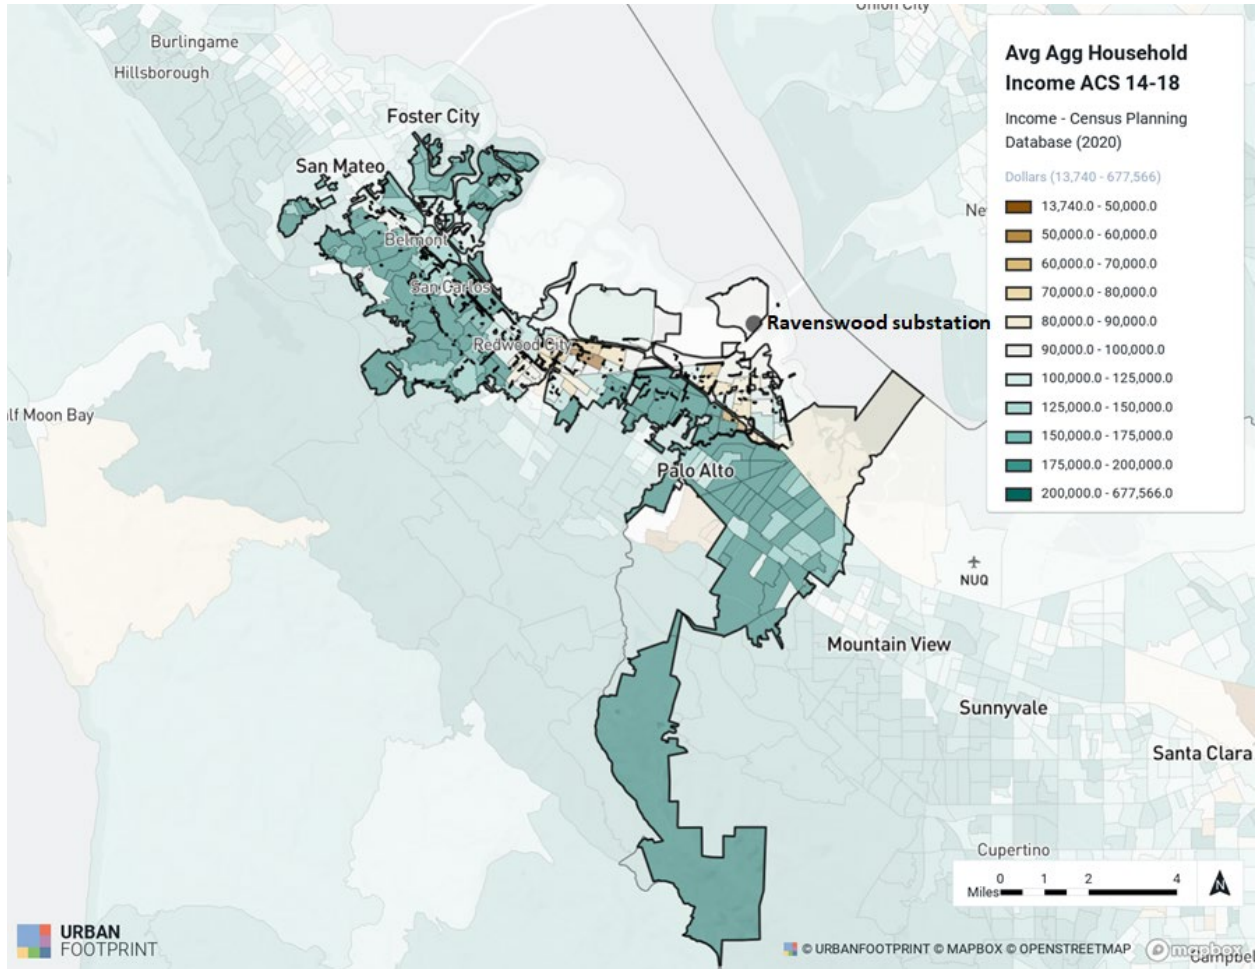 Union City
Burlingame
Hillsborough
Foster City
San Mateo
Belmont
San Carlos
Redwood City
Ravenswood substation
Palo Alto
NUQ
Mountain View
Sunnyvale
Santa Clara
Cupertino
Avg Agg Household
Income ACS 14-18
Income - Census Planning
Database (2020)
Dollars (13,740 - 677,566)
13,740.0 - 50,000.0
50,000.0 - 60,000.0
60,000.0 - 70,000.0
70,000.0 - 80,000.0
80,000.0 - 90,000.0
90,000.0 - 100,000.0
100,000.0 - 125,000.0
125,000.0 - 150,000.0
150,000.0 - 175,000.0
175,000.0 - 200,000.0
200,000.0 - 677,566.0
Ne
lf Moon Bay
0 1 2 4
Miles
N
URBAN
FOOTPRINT
© URBANFOOTPRINT © MAPBOX © OPENSTREETMAP
mapbox
Campbel